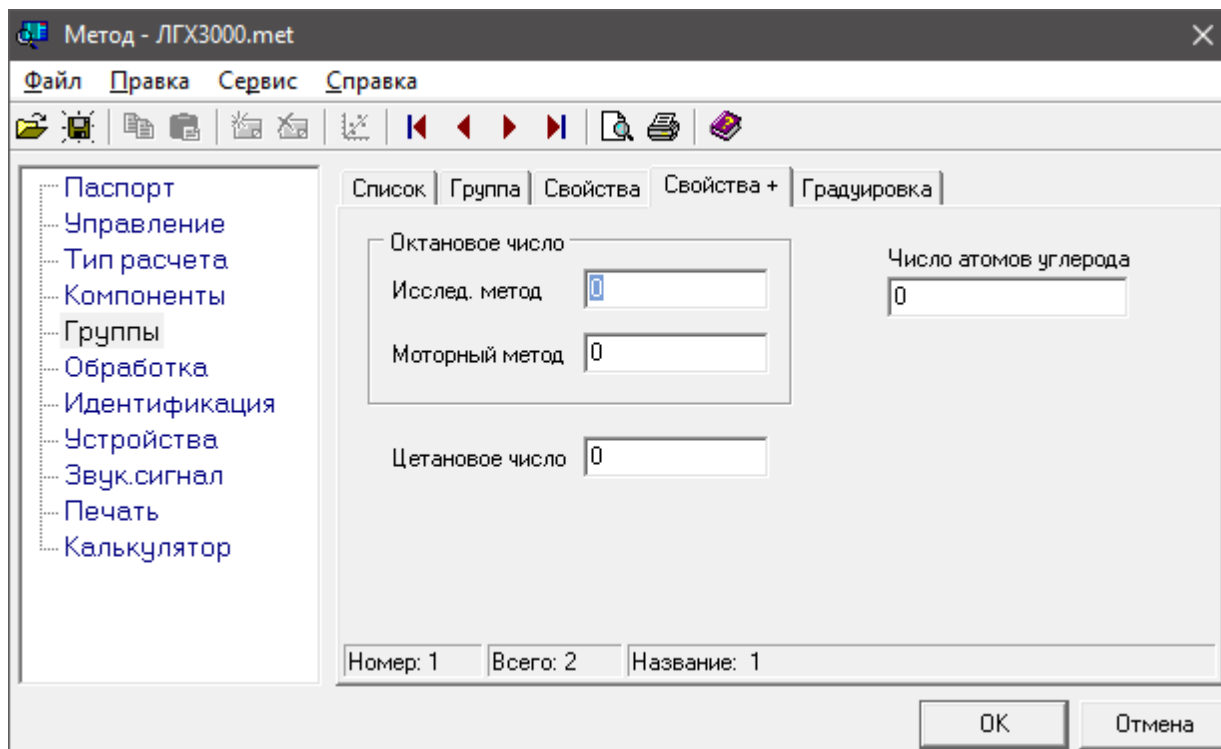 Метод - ЛГХ3000.met
Файл Правка Сервис Справка
Паспорт
Управление
Тип расчета
Компоненты
Группы
Обработка
Идентификация
Устройства
Звук.сигнал
Печать
Калькулятор
Список Группа Свойства Свойства + Градуировка
Октановое число
Исслед. метод 0
Моторный метод 0
Цетановое число 0
Число атомов углерода
0
Номер: 1 Всего: 2 Название: 1
OK Отмена